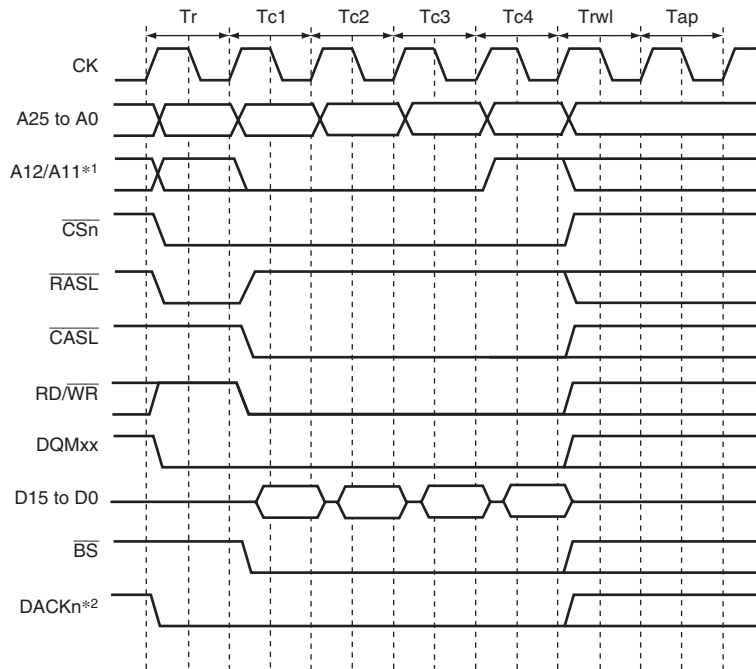 Tr Tc1 Tc2 Tc3 Tc4 Trwl Tap
CK
A25 to A0
A12/A11*1
CSn
RASL
CASL
RD/WR
DQMxx
D15 to D0
BS
DACKn*2